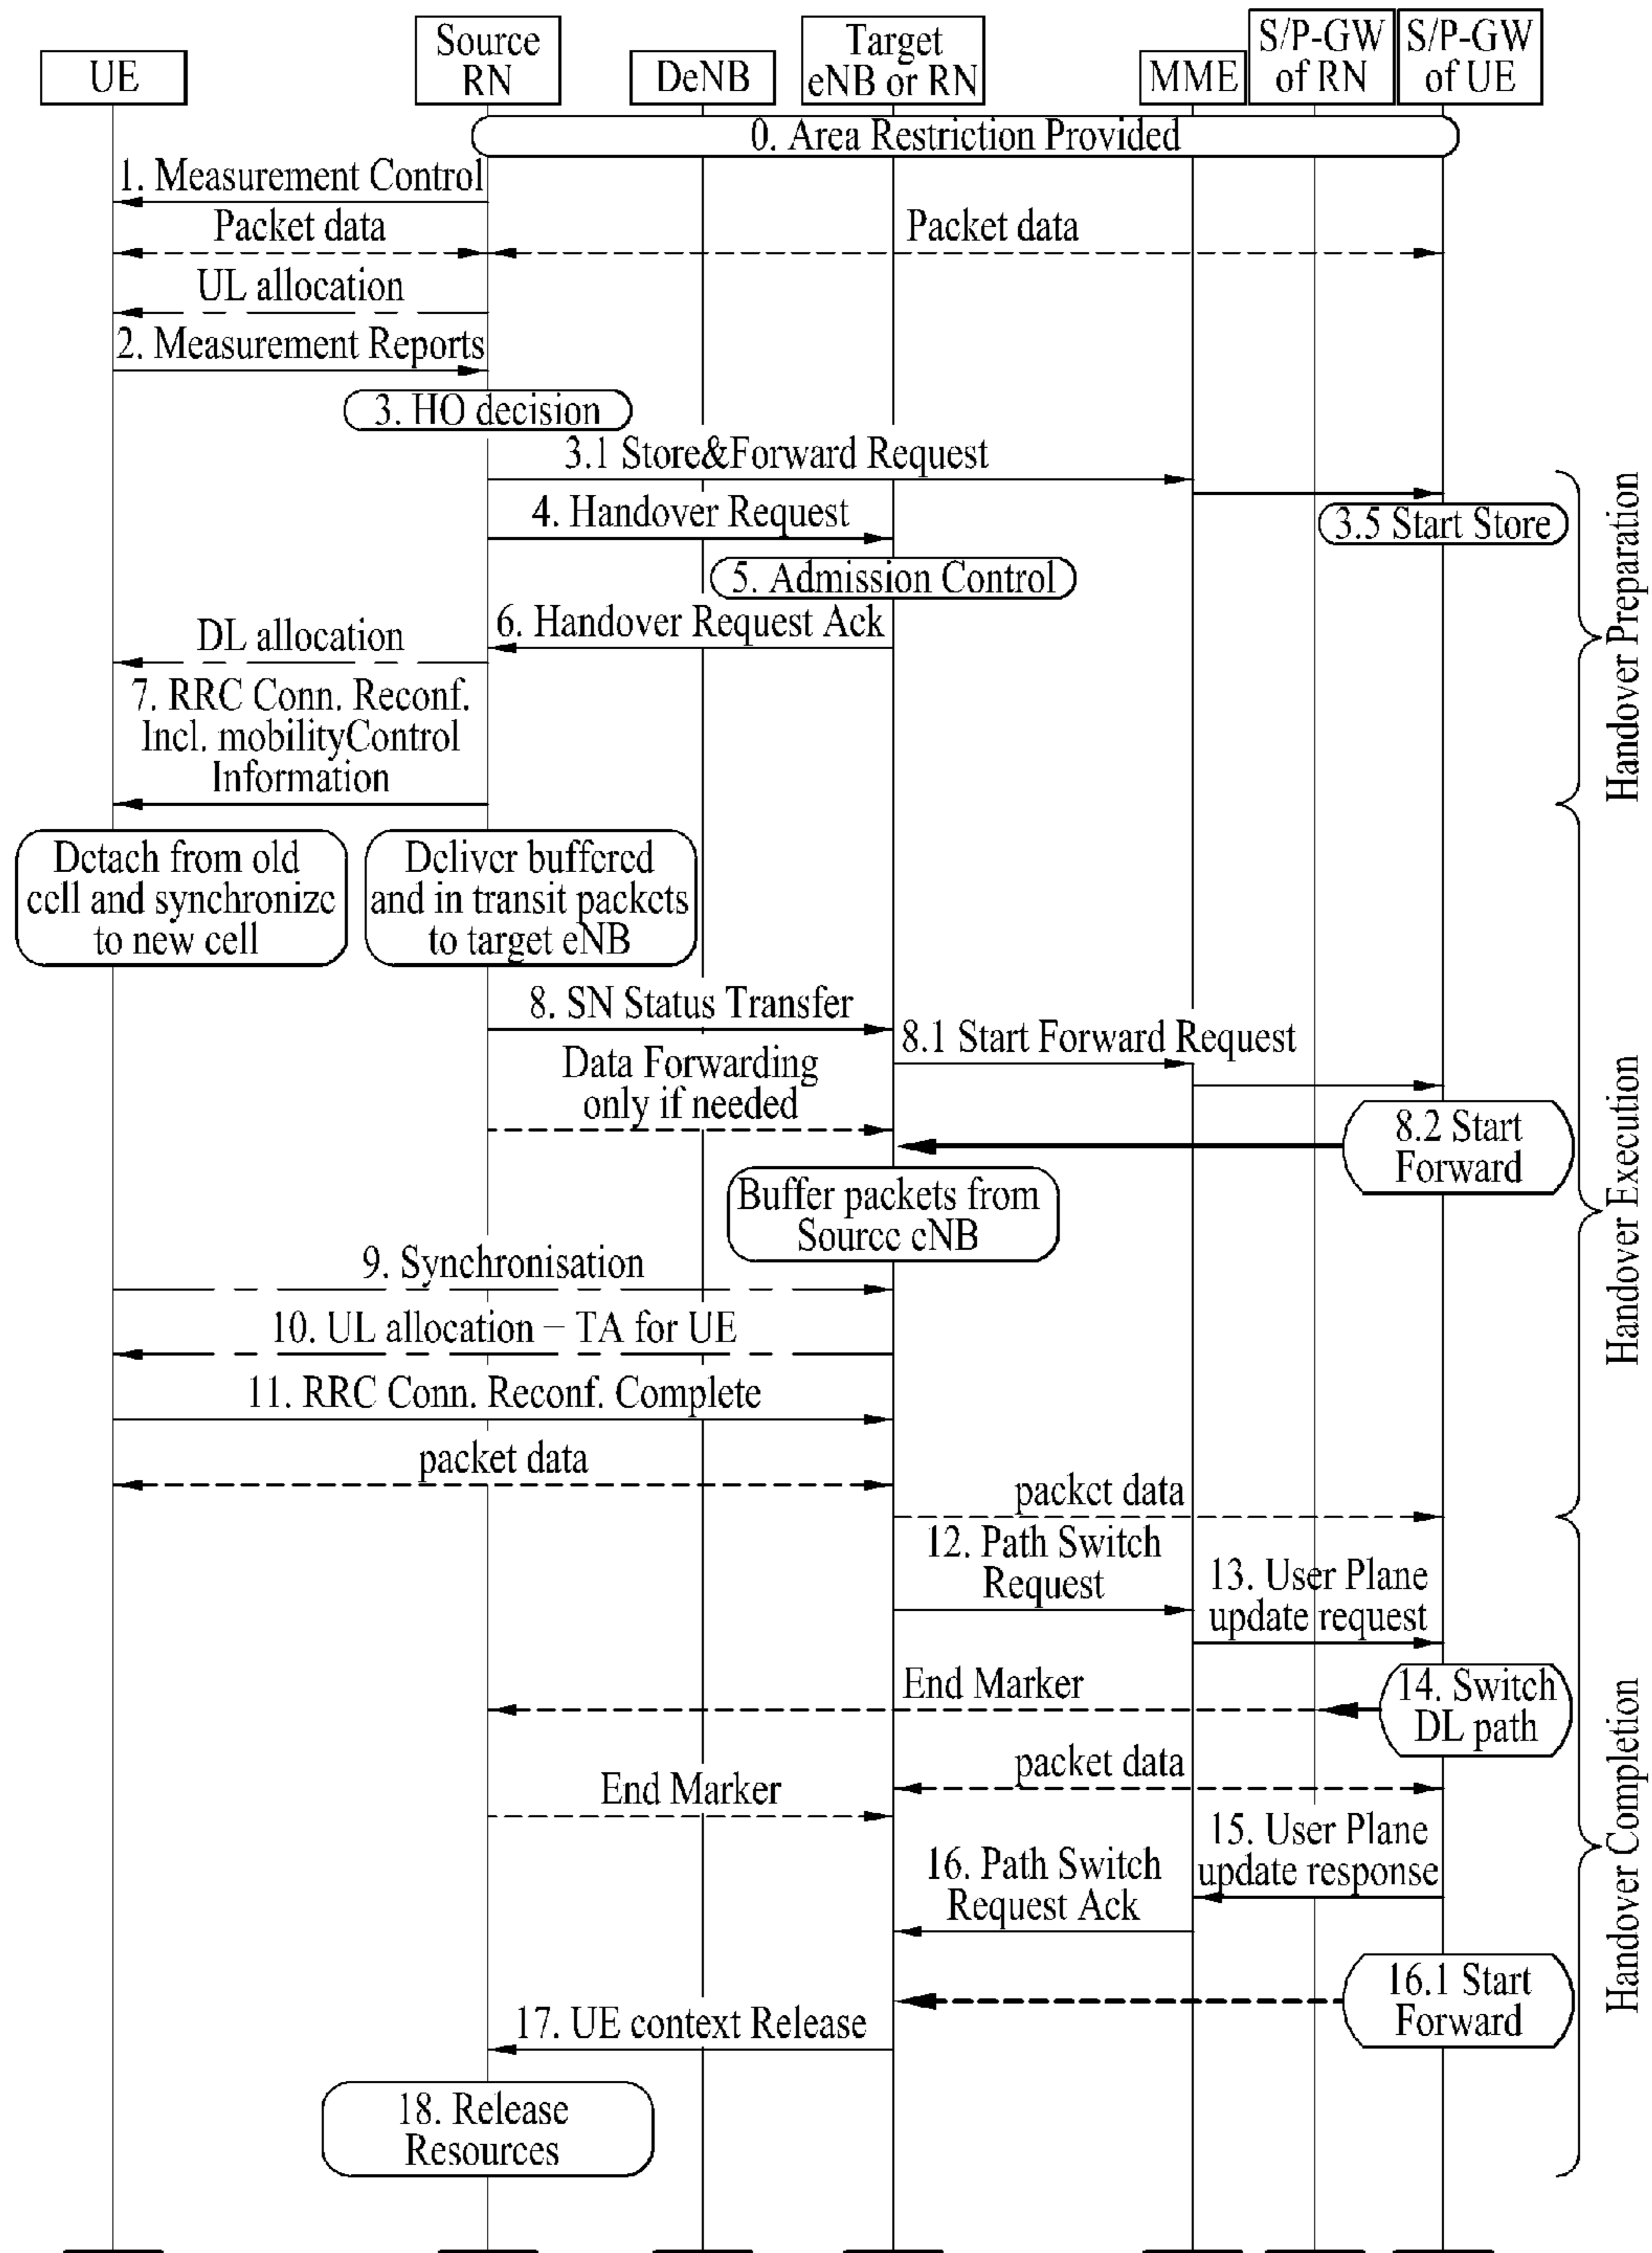 UE
Source
RN
DeNB
Target
eNB or RN
MME
S/P-GW
of RN
S/P-GW
of UE
0. Area Restriction Provided
1. Measurement Control
Packet data
Packet data
UL allocation
2. Measurement Reports
3. HO decision
3.1 Store&Forward Request
4. Handover Request
3.5 Start Store
5. Admission Control
6. Handover Request Ack
DL allocation
7. RRC Conn. Reconf.
Incl. mobilityControl
Information
Handover Preparation
Detach from old
cell and synchronize
to new cell
Deliver buffered
and in transit packets
to target eNB
8. SN Status Transfer
8.1 Start Forward Request
Data Forwarding
only if needed
8.2 Start
Forward
Buffer packets from
Source eNB
9. Synchronisation
10. UL allocation – TA for UE
11. RRC Conn. Reconf. Complete
packet data
Handover Execution
packet data
12. Path Switch
Request
13. User Plane
update request
End Marker
14. Switch
DL path
packet data
End Marker
15. User Plane
update response
16. Path Switch
Request Ack
16.1 Start
Forward
17. UE context Release
18. Release
Resources
Handover Completion